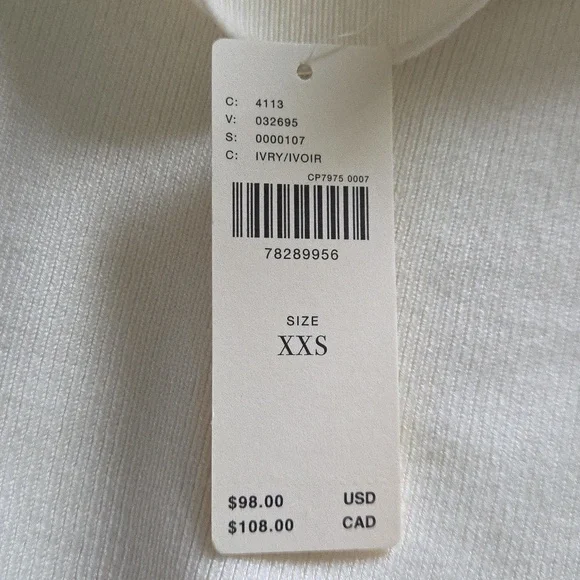 C: 4113
V: 032695
S: 0000107
C: IVRY/IVOIR
CP7975 0007
78289956
SIZE
XXS
$98.00 USD
$108.00 CAD